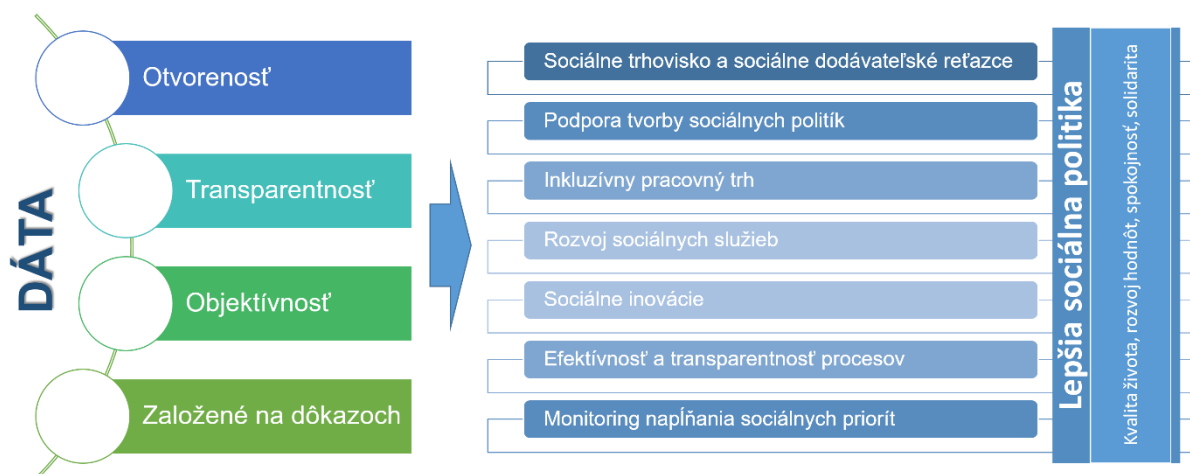 DÁTA
Otvorenosť
Transparentnosť
Objektívnosť
Založené na dôkazoch
Sociálne trhovisko a sociálne dodávateľské reťazce
Podpora tvorby sociálnych politík
Inkluzívny pracovný trh
Rozvoj sociálnych služieb
Sociálne inovácie
Efektívnosť a transparentnosť procesov
Monitoring napĺňania sociálnych priorít
Lepšia sociálna politika
Kvalita života, rozvoj hodnôt, spokojnosť, solidarita